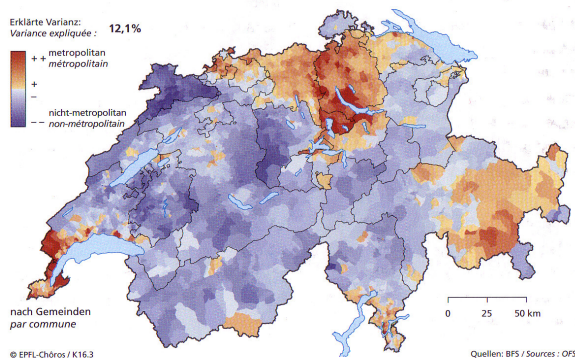 Erklärte Varianz:
Variance expliquée : 12,1%
+ + metropolitan
métropolitain
+
–
nicht-metropolitan
– – non-métropolitain
nach Gemeinden
par commune
0 25 50 km
© EPFL-Chôros / K16.3
Quellen: BFS / Sources : OFS